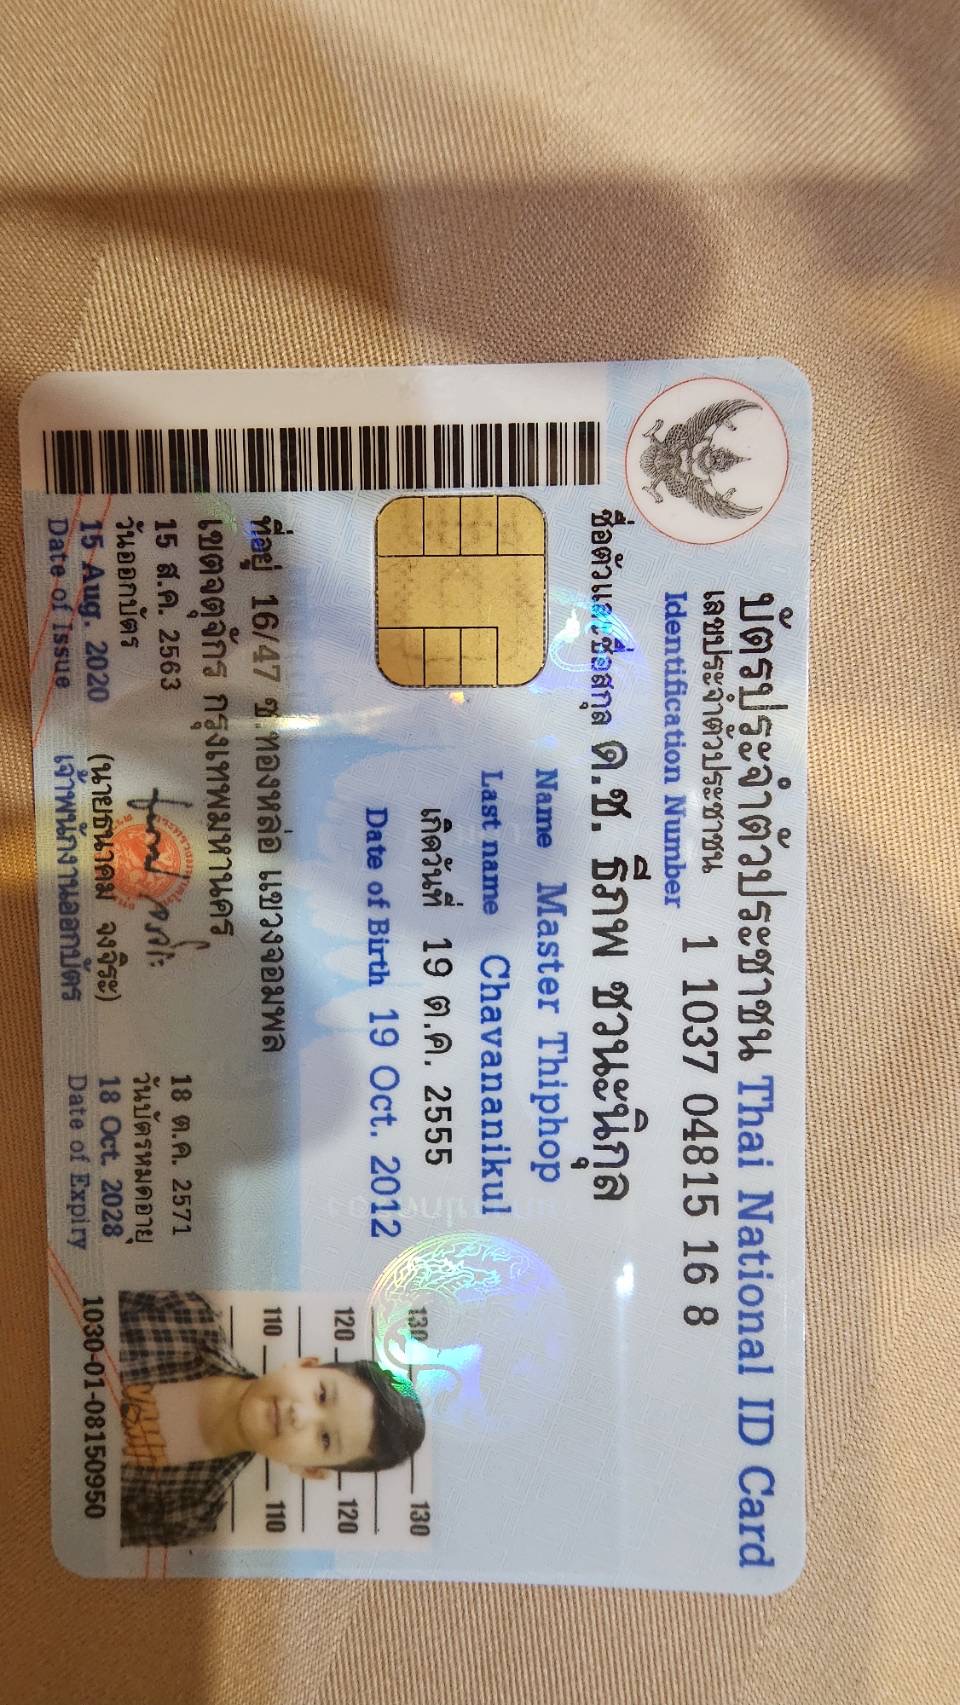 บัตรประจำตัวประชาชน Thai National ID Card
เลขประจำตัวประชาชน 1 1037 04815 16 8
Identification Number
ชื่อตัวและชื่อสกุล ด.ช. ธีภพ ชวนะนิกุล
Name Master Thiphop
Last name Chavananikul
เกิดวันที่ 19 ต.ค. 2555
Date of Birth 19 Oct. 2012
ที่อยู่ 16/47 ซ.ทองหล่อ แขวงจอมพล
เขตจตุจักร กรุงเทพมหานคร
15 ส.ค. 2563
วันออกบัตร
15 Aug. 2020
Date of Issue
(นายธนาคม จงจิระ)
เจ้าพนักงานออกบัตร
18 ต.ค. 2571
วันบัตรหมดอายุ
18 Oct. 2028
Date of Expiry
130 130
120 120
110 110
1030-01-08150950